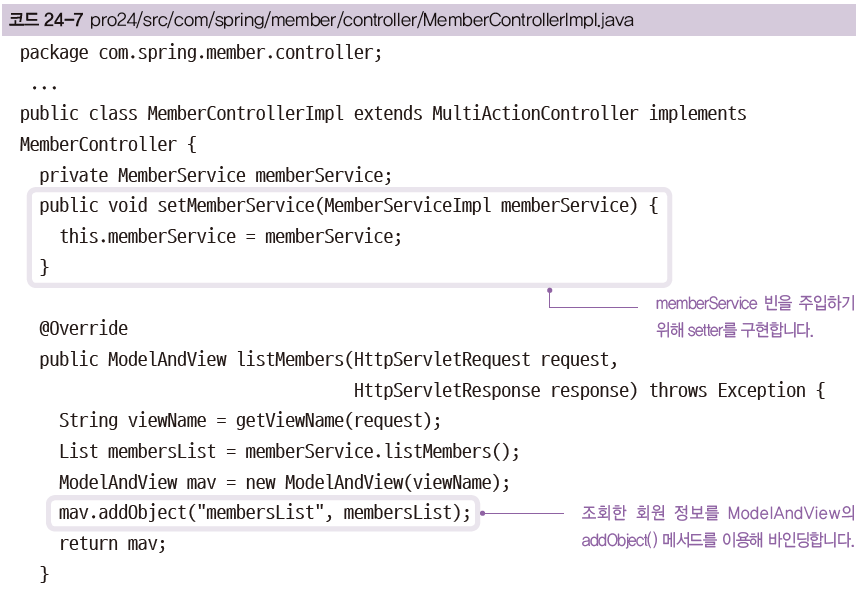 코드 24-7 pro24/src/com/spring/member/controller/MemberControllerImpl.java
package com.spring.member.controller;
...
public class MemberControllerImpl extends MultiActionController implements
MemberController {
private MemberService memberService;
public void setMemberService(MemberServiceImpl memberService) {
this.memberService = memberService;
}
memberService 빈을 주입하기
위해 setter를 구현합니다.
@Override
public ModelAndView listMembers(HttpServletRequest request,
HttpServletResponse response) throws Exception {
String viewName = getViewName(request);
List membersList = memberService.listMembers();
ModelAndView mav = new ModelAndView(viewName);
mav.addObject("membersList", membersList);
조회한 회원 정보를 ModelAndView의
addObject() 메서드를 이용해 바인딩합니다.
return mav;
}